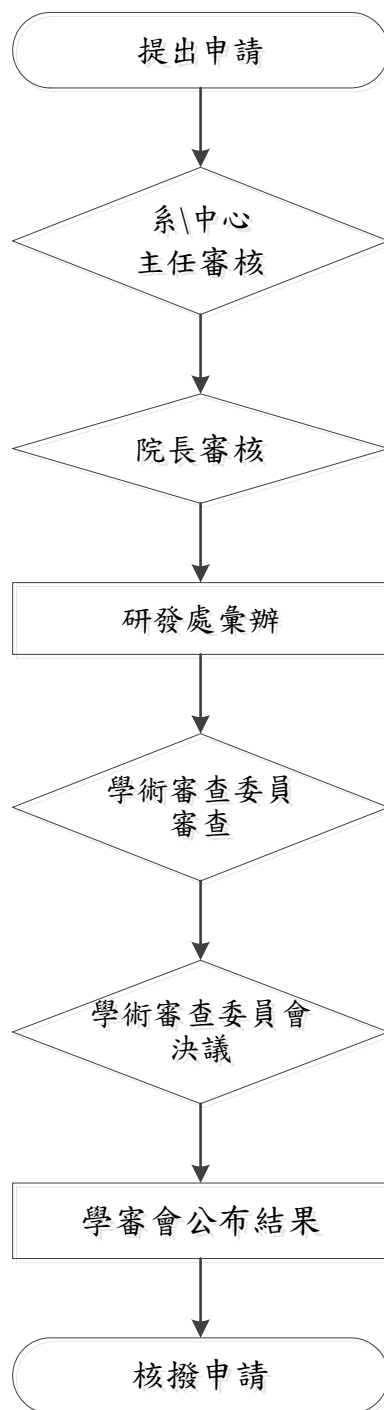 提出申請
系\中心
主任審核
院長審核
研發處彙辦
學術審查委員
審查
學術審查委員會
決議
學審會公布結果
核撥申請